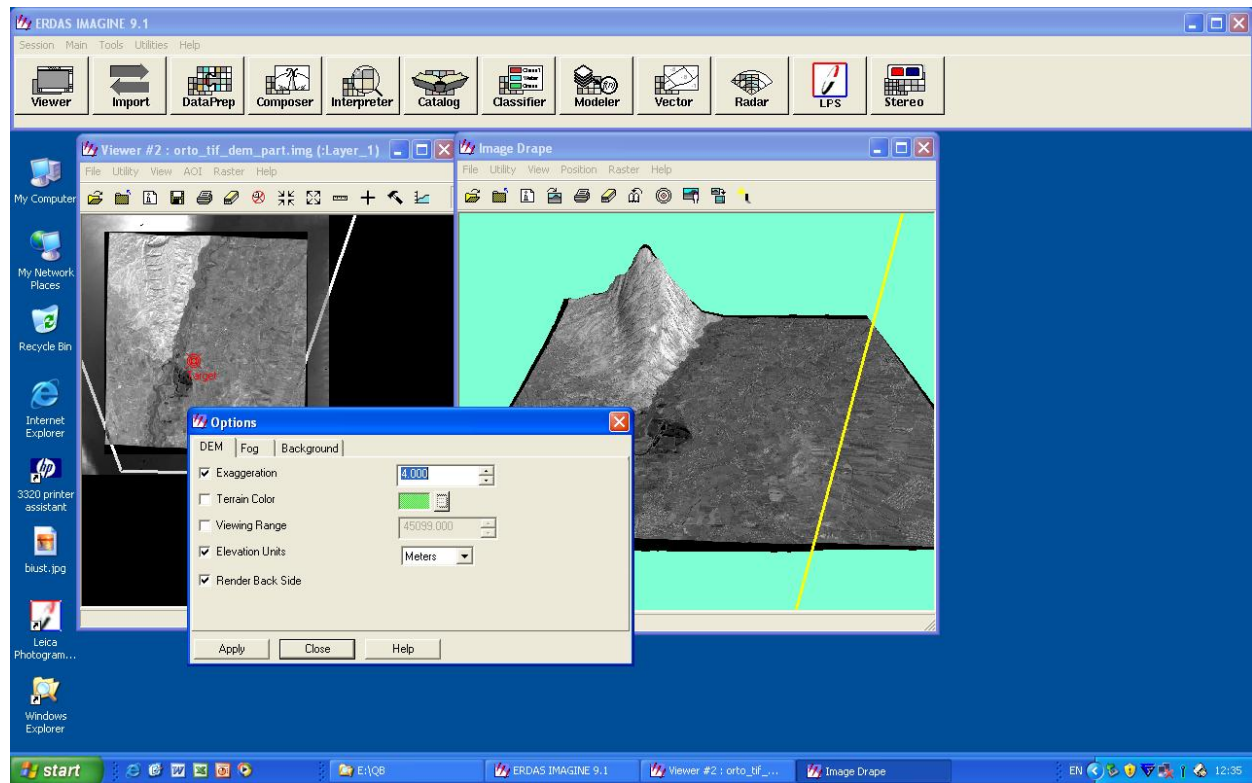 ERDAS IMAGINE 9.1
Session Main Tools Utilities Help
Viewer Import DataPrep Composer Interpreter Catalog Classifier Modeler Vector Radar LPS Stereo
Viewer #2 : orto_tif_dem_part.img (:Layer_1)
File Utility View AOI Raster Help
Image Drape
File Utility View Position Raster Help
My Computer
My Network Places
Recycle Bin
Internet Explorer
3320 printer assistant
biust.jpg
Leica Photogram...
Windows Explorer
Target
Options
DEM Fog Background
Exaggeration 4.000
Terrain Color
Viewing Range 45099.000
Elevation Units Meters
Render Back Side
Apply Close Help
start E:\QB ERDAS IMAGINE 9.1 Viewer #2 : orto_tif_... Image Drape EN 12:35